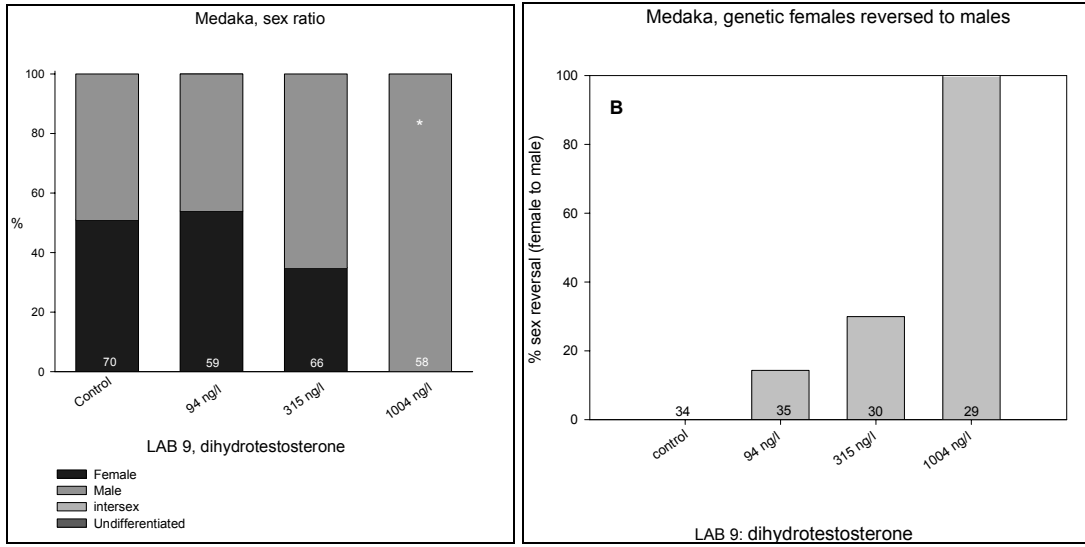 Medaka, sex ratio
100
80
60
%
40
20
0
*
70
59
66
58
Control
94 ng/l
315 ng/l
1004 ng/l
LAB 9, dihydrotestosterone
Female
Male
intersex
Undifferentiated
Medaka, genetic females reversed to males
B
% sex reversal (female to male)
100
80
60
40
20
0
34
35
30
29
control
94 ng/l
315 ng/l
1004 ng/l
LAB 9: dihydrotestosterone